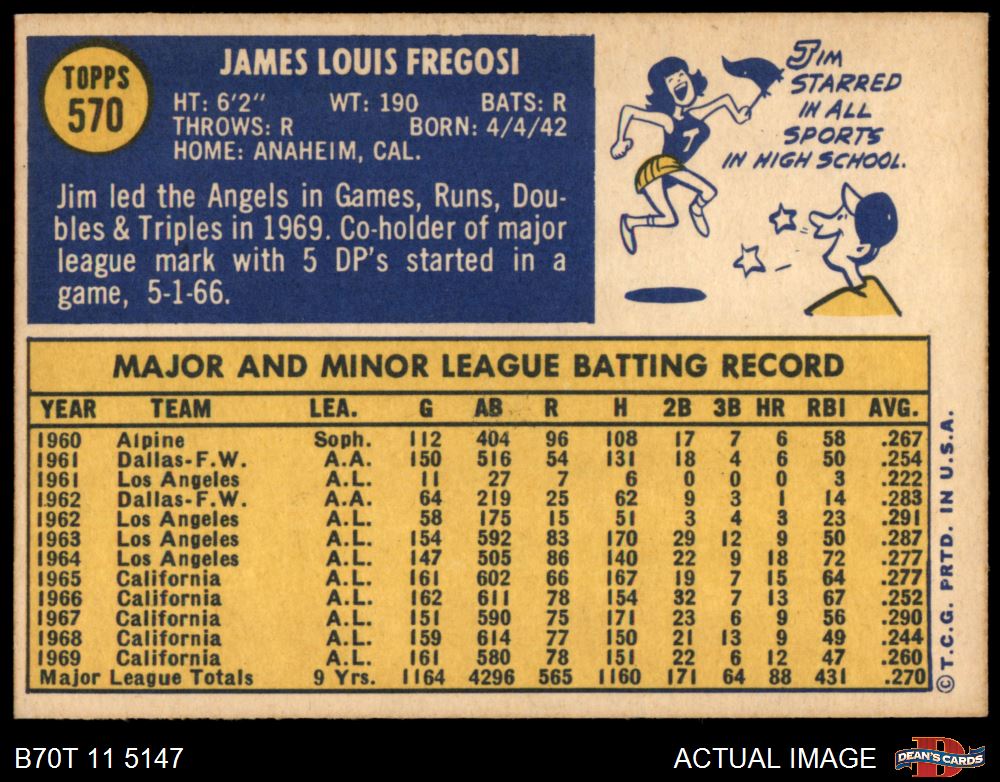 TOPPS
570
JAMES LOUIS FREGOSI
HT: 6'2" WT: 190 BATS: R
THROWS: R BORN: 4/4/42
HOME: ANAHEIM, CAL.
Jim led the Angels in Games, Runs, Dou-
bles & Triples in 1969. Co-holder of major
league mark with 5 DP's started in a
game, 5-1-66.
JIM
STARRED
IN ALL
SPORTS
IN HIGH SCHOOL.
7
MAJOR AND MINOR LEAGUE BATTING RECORD
YEAR TEAM LEA. G AB R H 2B 3B HR RBI AVG.
1960 Alpine Soph. 112 404 96 108 17 7 6 58 .267
1961 Dallas-F.W. A.A. 150 516 54 131 18 4 6 50 .254
1961 Los Angeles A.L. 11 27 7 6 0 0 0 3 .222
1962 Dallas-F.W. A.A. 64 219 25 62 9 3 1 14 .283
1962 Los Angeles A.L. 58 175 15 51 3 4 3 23 .291
1963 Los Angeles A.L. 154 592 83 170 29 12 9 50 .287
1964 Los Angeles A.L. 147 505 86 140 22 9 18 72 .277
1965 California A.L. 161 602 66 167 19 7 15 64 .277
1966 California A.L. 162 611 78 154 32 7 13 67 .252
1967 California A.L. 151 590 75 171 23 6 9 56 .290
1968 California A.L. 159 614 77 150 21 13 9 49 .244
1969 California A.L. 161 580 78 151 22 6 12 47 .260
Major League Totals 9 Yrs. 1164 4296 565 1160 171 64 88 431 .270
© T.C.G. PRTD. IN U.S.A.
B70T 11 5147
ACTUAL IMAGE
D
DEAN'S CARDS